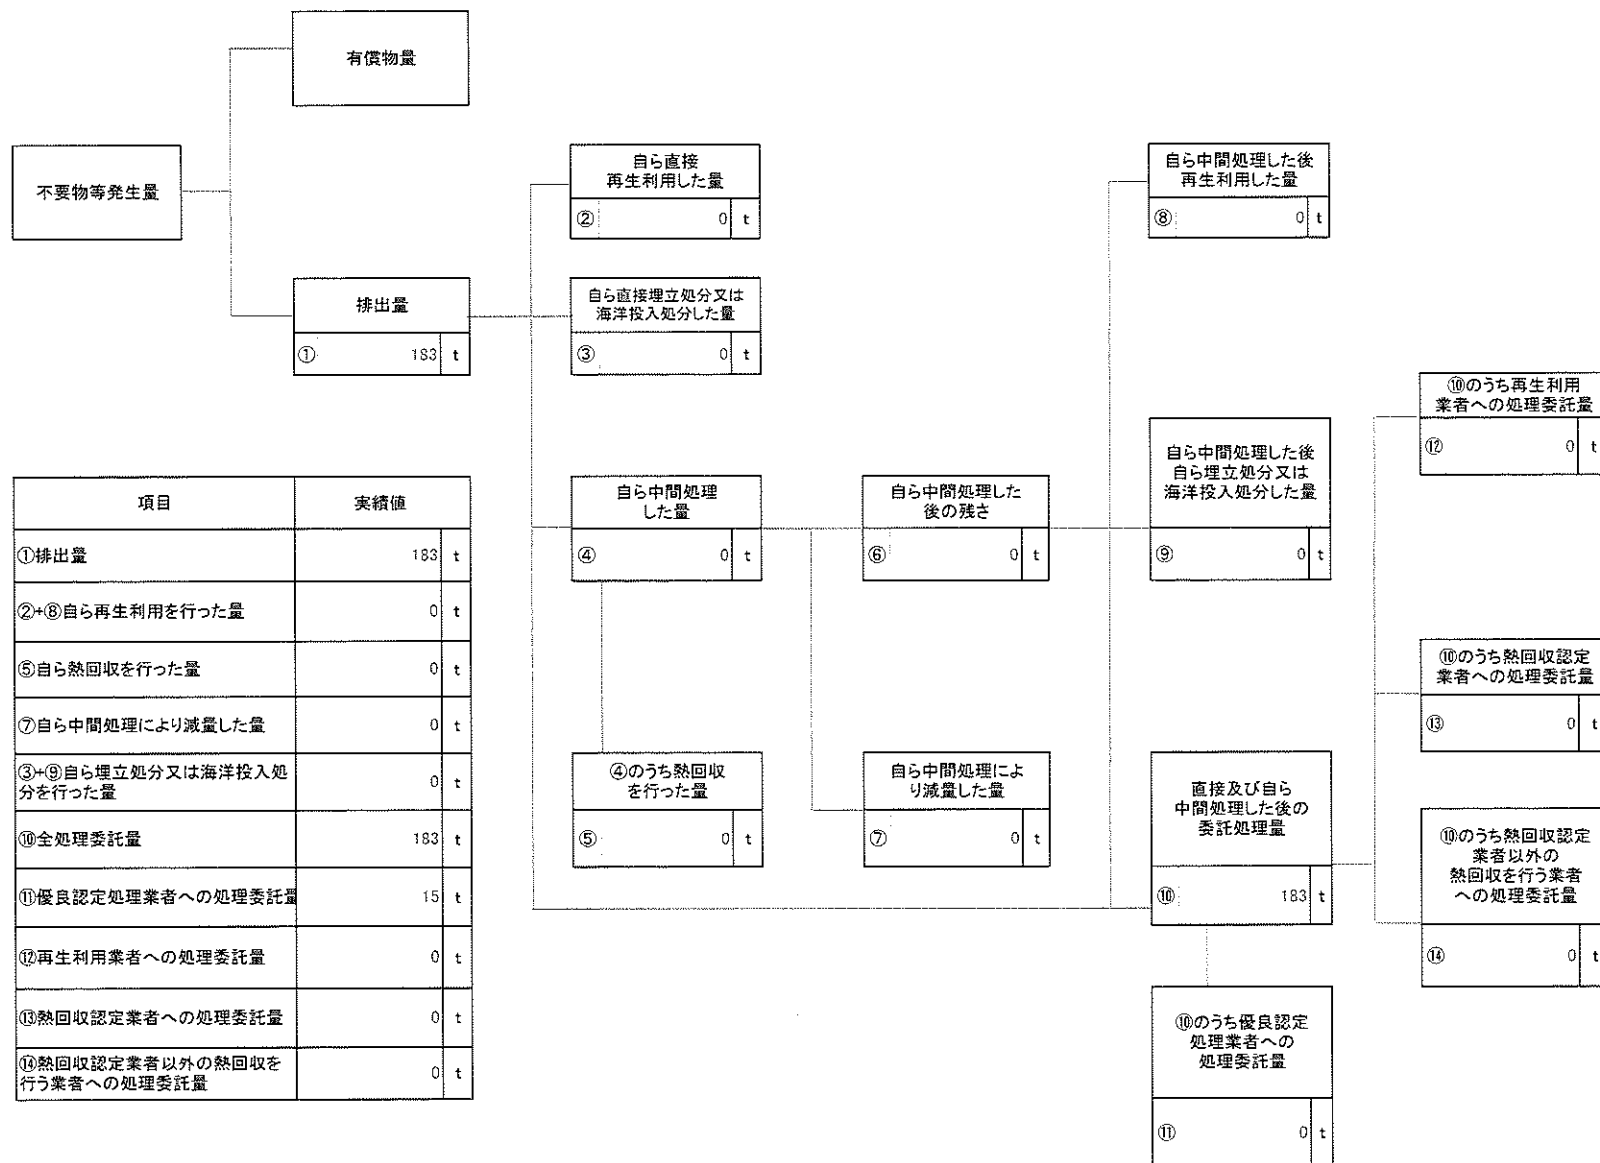 有償物量
不要物等発生量
排出量
① 183 t
自ら直接
再生利用した量
② 0 t
自ら直接埋立処分又は
海洋投入処分した量
③ 0 t
自ら中間処理
した量
④ 0 t
④のうち熱回収
を行った量
⑤ 0 t
自ら中間処理した
後の残さ
⑥ 0 t
自ら中間処理によ
り減量した量
⑦ 0 t
自ら中間処理した後
再生利用した量
⑧ 0 t
自ら中間処理した後
自ら埋立処分又は
海洋投入処分した量
⑨ 0 t
直接及び自ら
中間処理した後の
委託処理量
⑩ 183 t
⑩のうち優良認定
処理業者への
処理委託量
⑪ 0 t
⑩のうち再生利用
業者への処理委託量
⑫ 0 t
⑩のうち熱回収認定
業者への処理委託量
⑬ 0 t
⑩のうち熱回収認定
業者以外の
熱回収を行う業者
への処理委託量
⑭ 0 t
項目 実績値
①排出量 183 t
②+⑧自ら再生利用を行った量 0 t
⑤自ら熱回収を行った量 0 t
⑦自ら中間処理により減量した量 0 t
③+⑨自ら埋立処分又は海洋投入処
分を行った量 0 t
⑩全処理委託量 183 t
⑪優良認定処理業者への処理委託量 15 t
⑫再生利用業者への処理委託量 0 t
⑬熱回収認定業者への処理委託量 0 t
⑭熱回収認定業者以外の熱回収を
行う業者への処理委託量 0 t